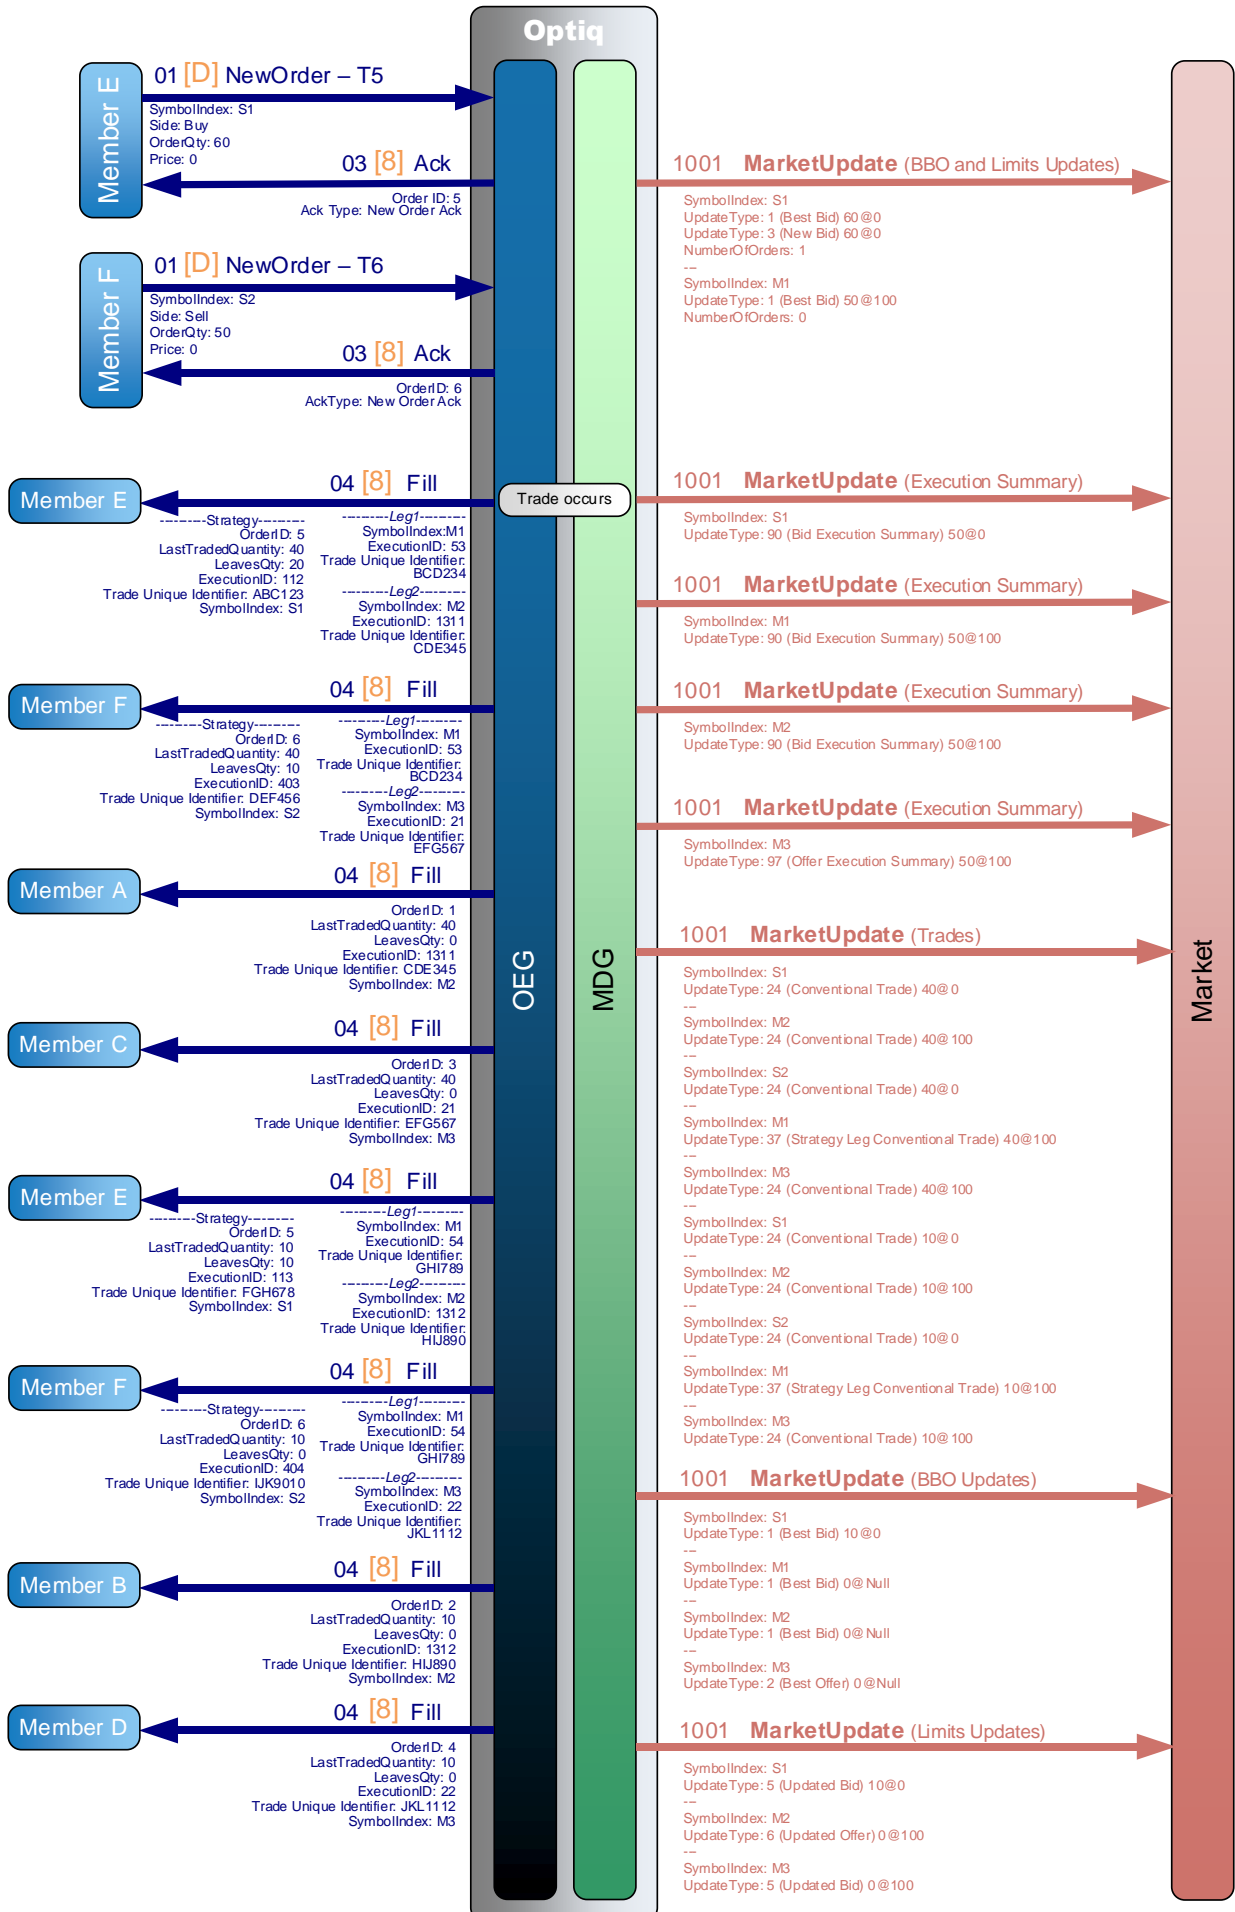 Optiq
Member E
01 [D] NewOrder – T5
SymbolIndex: S1
Side: Buy
OrderQty: 60
Price: 0
03 [8] Ack
Order ID: 5
Ack Type: New Order Ack
1001 MarketUpdate (BBO and Limits Updates)
SymbolIndex: S1
UpdateType: 1 (Best Bid) 60@0
UpdateType: 3 (New Bid) 60@0
NumberOfOrders: 1
---
SymbolIndex: M1
UpdateType: 1 (Best Bid) 50@100
NumberOfOrders: 0
Member F
01 [D] NewOrder – T6
SymbolIndex: S2
Side: Sell
OrderQty: 50
Price: 0
03 [8] Ack
OrderID: 6
AckType: New Order Ack
Member E
04 [8] Fill
----------Strategy----------
OrderID: 5
LastTradedQuantity: 40
LeavesQty: 20
ExecutionID: 112
Trade Unique Identifier: ABC123
SymbolIndex: S1
----------Leg1----------
SymbolIndex:M1
ExecutionID: 53
Trade Unique Identifier:
BCD234
----------Leg2----------
SymbolIndex: M2
ExecutionID: 1311
Trade Unique Identifier:
CDE345
Trade occurs
1001 MarketUpdate (Execution Summary)
SymbolIndex: S1
UpdateType: 90 (Bid Execution Summary) 50@0
1001 MarketUpdate (Execution Summary)
SymbolIndex: M1
UpdateType: 90 (Bid Execution Summary) 50@100
Member F
04 [8] Fill
----------Strategy----------
OrderID: 6
LastTradedQuantity: 40
LeavesQty: 10
ExecutionID: 403
Trade Unique Identifier: DEF456
SymbolIndex: S2
----------Leg1----------
SymbolIndex: M1
ExecutionID: 53
Trade Unique Identifier:
BCD234
----------Leg2----------
SymbolIndex: M3
ExecutionID: 21
Trade Unique Identifier:
EFG567
1001 MarketUpdate (Execution Summary)
SymbolIndex: M2
UpdateType: 90 (Bid Execution Summary) 50@100
1001 MarketUpdate (Execution Summary)
SymbolIndex: M3
UpdateType: 97 (Offer Execution Summary) 50@100
Member A
04 [8] Fill
OrderID: 1
LastTradedQuantity: 40
LeavesQty: 0
ExecutionID: 1311
Trade Unique Identifier: CDE345
SymbolIndex: M2
OEG
MDG
Market
1001 MarketUpdate (Trades)
SymbolIndex: S1
UpdateType: 24 (Conventional Trade) 40@0
---
SymbolIndex: M2
UpdateType: 24 (Conventional Trade) 40@100
---
SymbolIndex: S2
UpdateType: 24 (Conventional Trade) 40@0
---
SymbolIndex: M1
UpdateType: 37 (Strategy Leg Conventional Trade) 40@100
---
SymbolIndex: M3
UpdateType: 24 (Conventional Trade) 40@100
---
SymbolIndex: S1
UpdateType: 24 (Conventional Trade) 10@0
---
SymbolIndex: M2
UpdateType: 24 (Conventional Trade) 10@100
---
SymbolIndex: S2
UpdateType: 24 (Conventional Trade) 10@0
---
SymbolIndex: M1
UpdateType: 37 (Strategy Leg Conventional Trade) 10@100
---
SymbolIndex: M3
UpdateType: 24 (Conventional Trade) 10@100
Member C
04 [8] Fill
OrderID: 3
LastTradedQuantity: 40
LeavesQty: 0
ExecutionID: 21
Trade Unique Identifier: EFG567
SymbolIndex: M3
Member E
04 [8] Fill
----------Strategy----------
OrderID: 5
LastTradedQuantity: 10
LeavesQty: 10
ExecutionID: 113
Trade Unique Identifier: FGH678
SymbolIndex: S1
----------Leg1----------
SymbolIndex: M1
ExecutionID: 54
Trade Unique Identifier:
GHI789
----------Leg2----------
SymbolIndex: M2
ExecutionID: 1312
Trade Unique Identifier:
HIJ890
Member F
04 [8] Fill
----------Strategy----------
OrderID: 6
LastTradedQuantity: 10
LeavesQty: 0
ExecutionID: 404
Trade Unique Identifier: IJK9010
SymbolIndex: S2
----------Leg1----------
SymbolIndex: M1
ExecutionID: 54
Trade Unique Identifier:
GHI789
----------Leg2----------
SymbolIndex: M3
ExecutionID: 22
Trade Unique Identifier:
JKL1112
1001 MarketUpdate (BBO Updates)
SymbolIndex: S1
UpdateType: 1 (Best Bid) 10@0
---
SymbolIndex: M1
UpdateType: 1 (Best Bid) 0@Null
---
SymbolIndex: M2
UpdateType: 1 (Best Bid) 0@Null
---
SymbolIndex: M3
UpdateType: 2 (Best Offer) 0@Null
Member B
04 [8] Fill
OrderID: 2
LastTradedQuantity: 10
LeavesQty: 0
ExecutionID: 1312
Trade Unique Identifier: HIJ890
SymbolIndex: M2
Member D
04 [8] Fill
OrderID: 4
LastTradedQuantity: 10
LeavesQty: 0
ExecutionID: 22
Trade Unique Identifier: JKL1112
SymbolIndex: M3
1001 MarketUpdate (Limits Updates)
SymbolIndex: S1
UpdateType: 5 (Updated Bid) 10@0
---
SymbolIndex: M2
UpdateType: 6 (Updated Offer) 0@100
---
SymbolIndex: M3
UpdateType: 5 (Updated Bid) 0@100